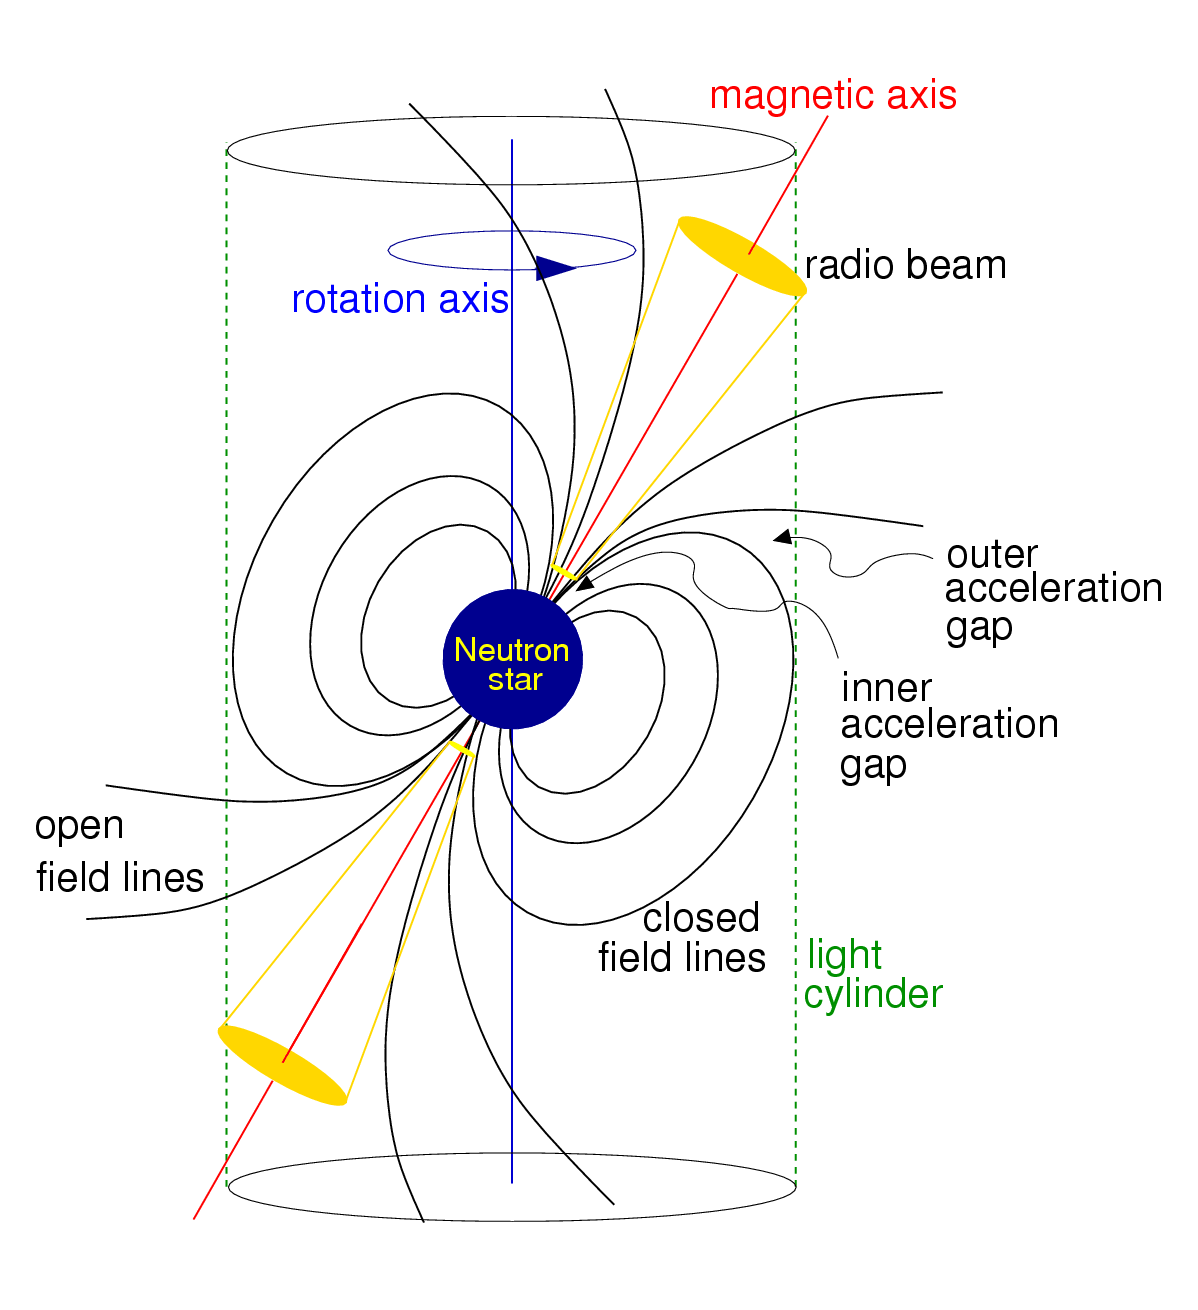 magnetic axis
radio beam
rotation axis
outer
acceleration
gap
Neutron
star
inner
acceleration
gap
open
field lines
closed
field lines
light
cylinder